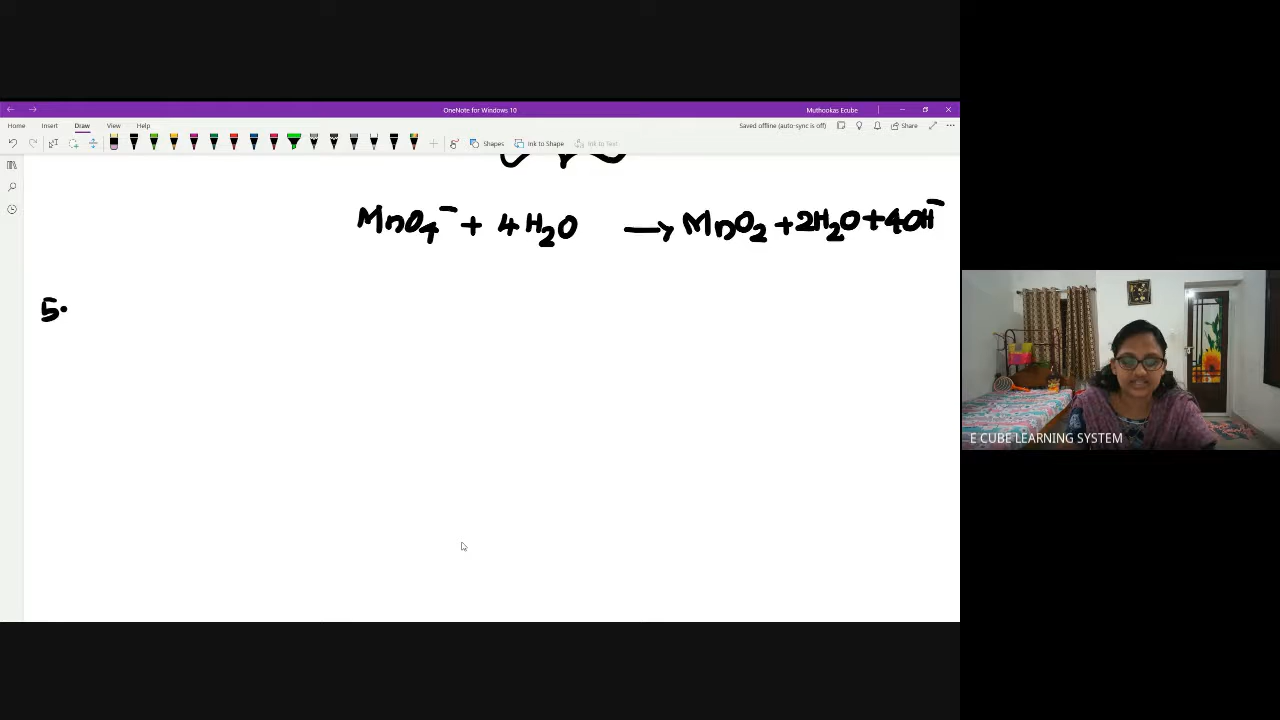 OneNote for Windows 10
Muthookas Ecube
Home Insert Draw View Help
Saved offline (auto-sync is off) Share
Shapes Ink to Shape Ink to Text
MnO₄⁻ + 4H₂O → MnO₂ + 2H₂O + 4OH⁻
5.
E CUBE LEARNING SYSTEM